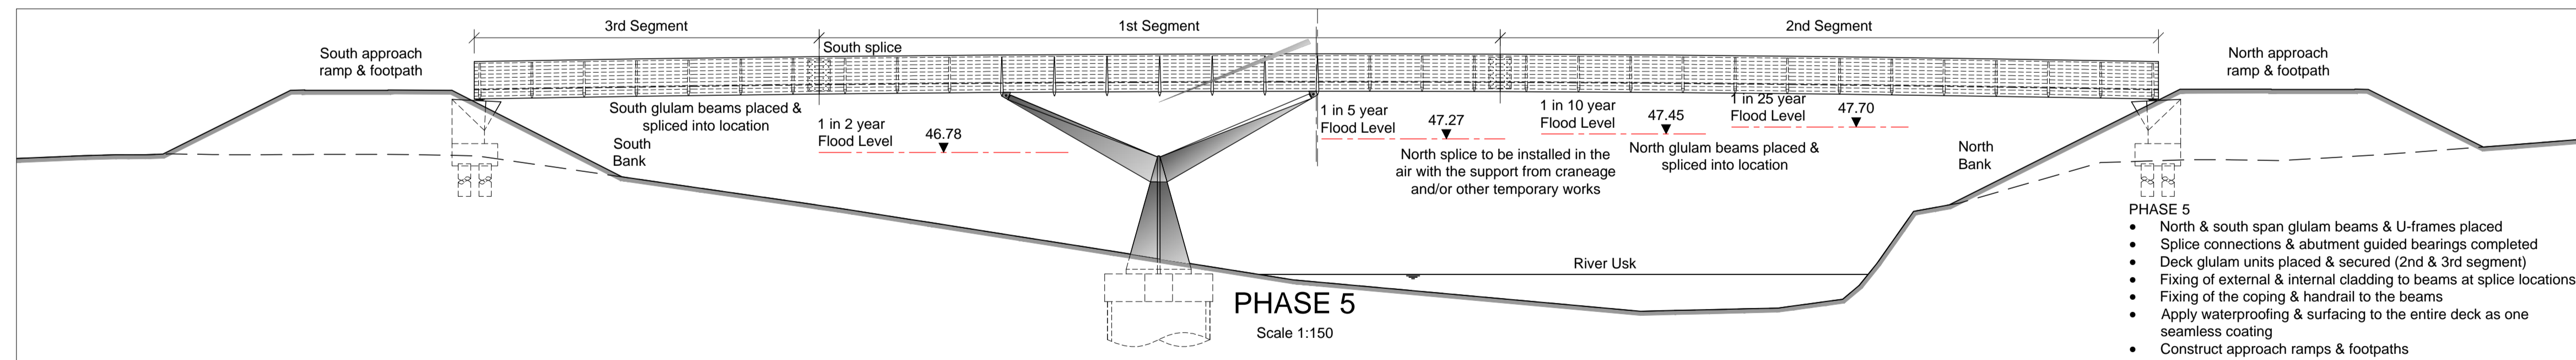 3rd Segment
1st Segment
2nd Segment
South approach
ramp & footpath
South splice
North approach
ramp & footpath
South glulam beams placed &
spliced into location
South
Bank
1 in 2 year
Flood Level
46.78
1 in 5 year
Flood Level
47.27
1 in 10 year
Flood Level
47.45
1 in 25 year
Flood Level
47.70
North splice to be installed in the
air with the support from craneage
and/or other temporary works
North glulam beams placed &
spliced into location
North
Bank
River Usk
PHASE 5
Scale 1:150
PHASE 5
• North & south span glulam beams & U-frames placed
• Splice connections & abutment guided bearings completed
• Deck glulam units placed & secured (2nd & 3rd segment)
• Fixing of external & internal cladding to beams at splice locations
• Fixing of the coping & handrail to the beams
• Apply waterproofing & surfacing to the entire deck as one
seamless coating
• Construct approach ramps & footpaths